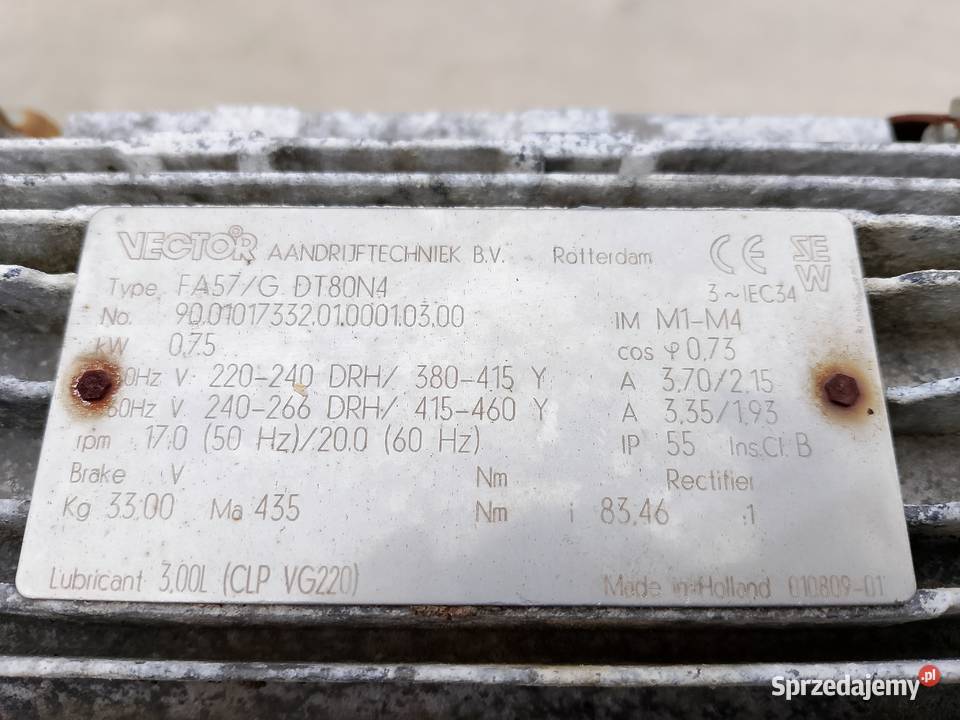 VECTOR AANDRIJFTECHNIEK B.V. Rotterdam CE SEW
Type FA57/G DT80N4 3~IEC34
No. 90.01017332.01.0001.03.00 IM M1-M4
kW 0,75 cos φ 0,73
50Hz V 220-240 DRH/ 380-415 Y A 3,70/2,15
60Hz V 240-266 DRH/ 415-460 Y A 3,35/1,93
rpm 17.0 (50 Hz)/20.0 (60 Hz) IP 55 Ins.Cl. B
Brake V Nm Rectifier
Kg 33.00 Ma 435 Nm i 83,46 :1
Lubricant 3,00L (CLP VG220) Made in Holland 010809-01
Sprzedajemy.pl